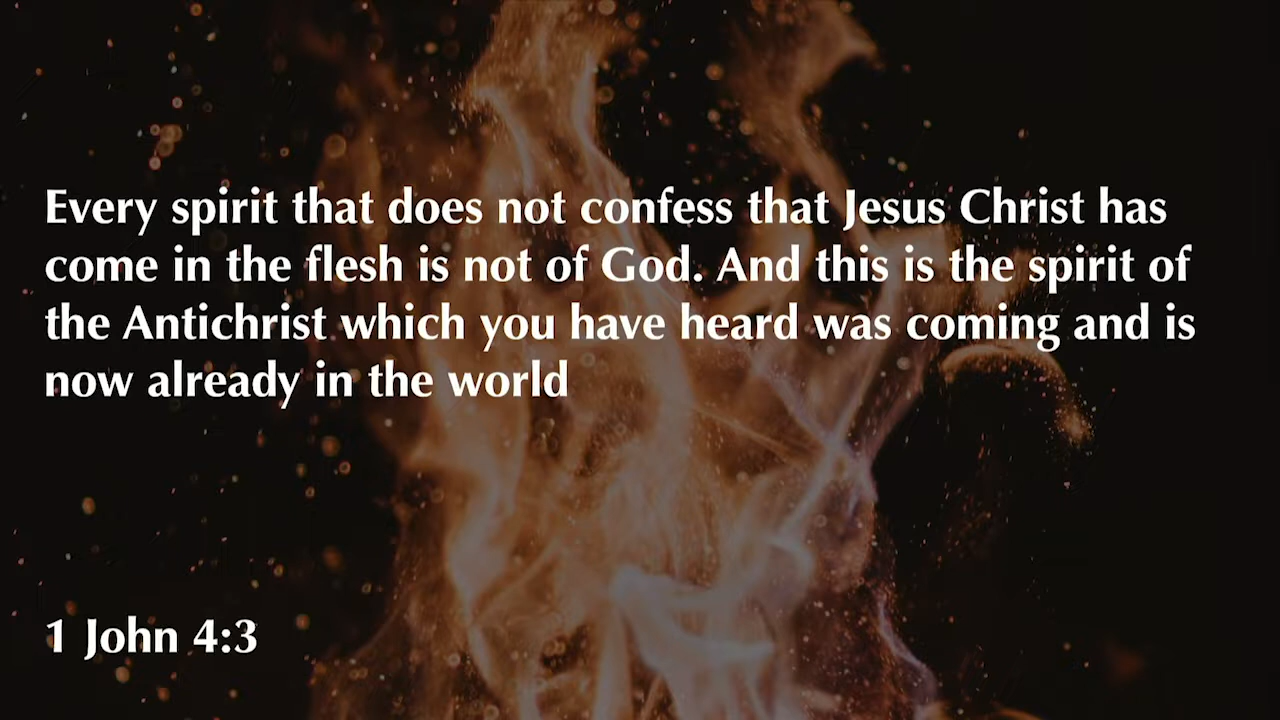 Every spirit that does not confess that Jesus Christ has
come in the flesh is not of God. And this is the spirit of
the Antichrist which you have heard was coming and is
now already in the world
1 John 4:3